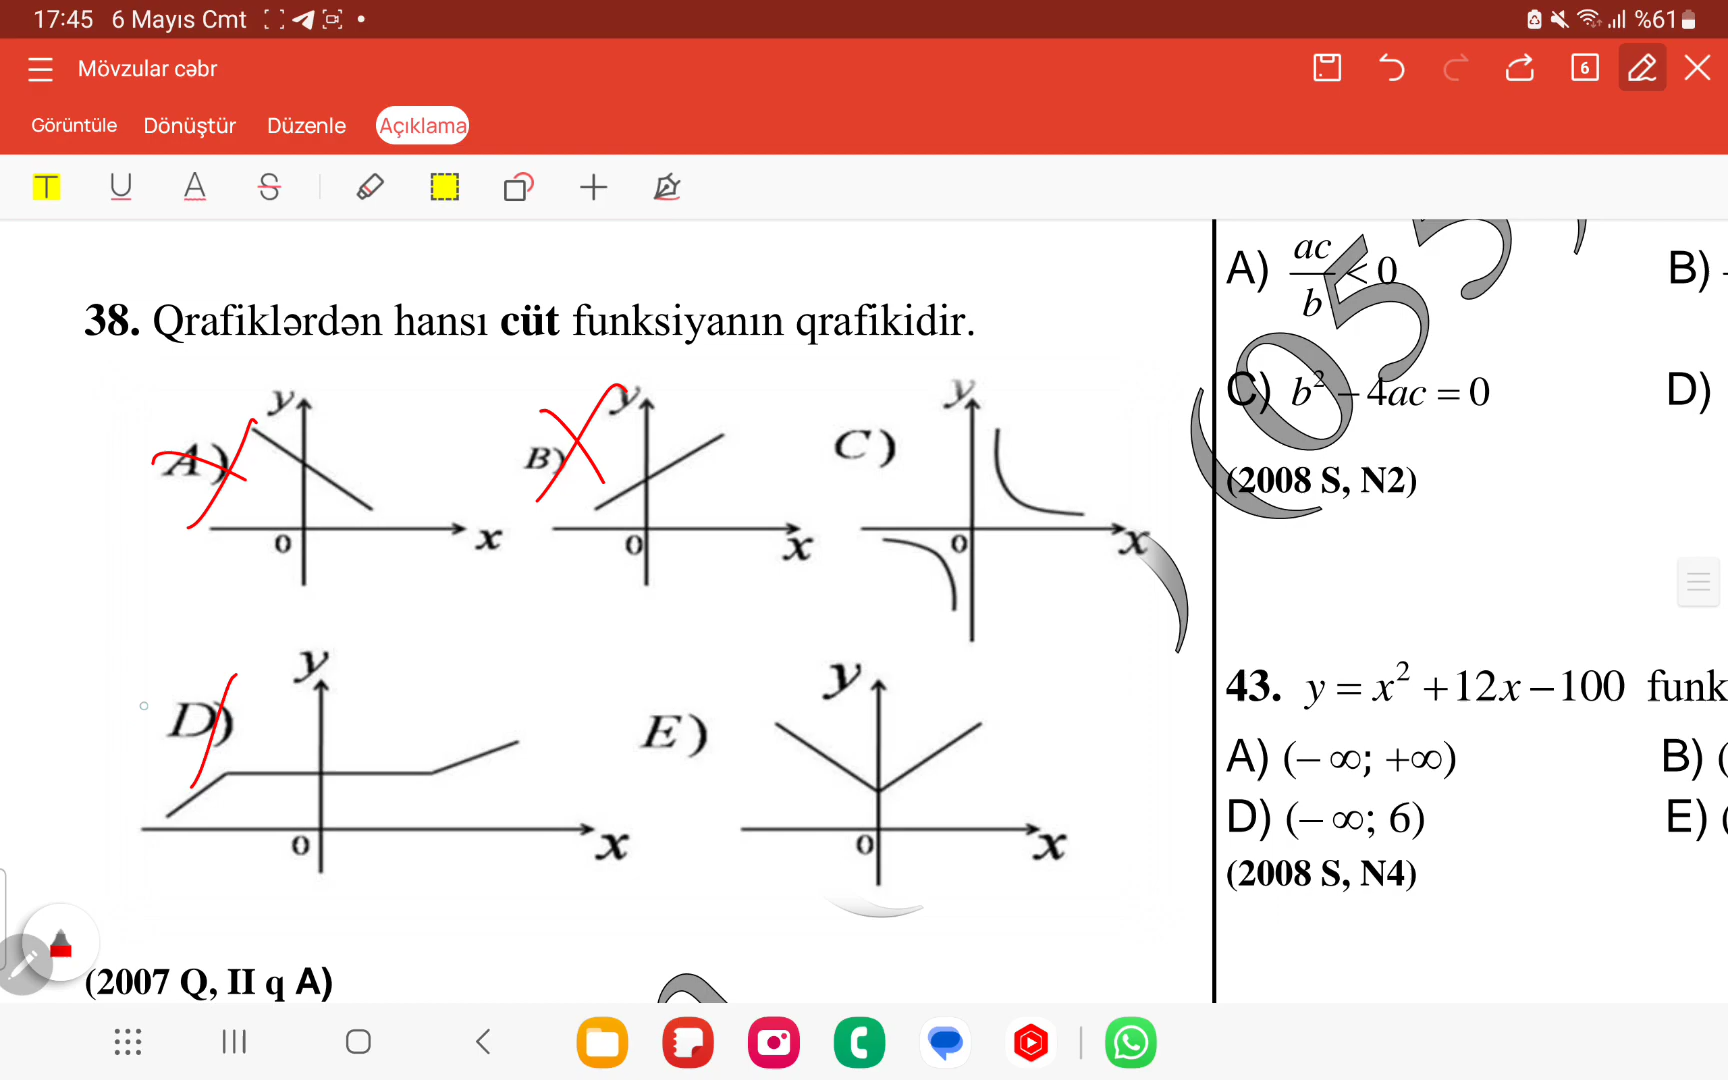 17:45 6 Mayıs Cmt %61
Mövzular cəbr 6
Görüntüle Dönüştür Düzenle Açıklama
T U A S
38. Qrafiklərdən hansı cüt funksiyanın qrafikidir.
A) y x 0
B) y x 0
C) y x 0
D) y x 0
E) y x 0
(2007 Q, II q A)
A) ac/b < 0 B)
C) b² – 4ac = 0 D)
(2008 S, N2)
43. y = x² + 12x – 100 funk
A) (– ∞; +∞) B) (
D) (– ∞; 6) E) (
(2008 S, N4)
(055